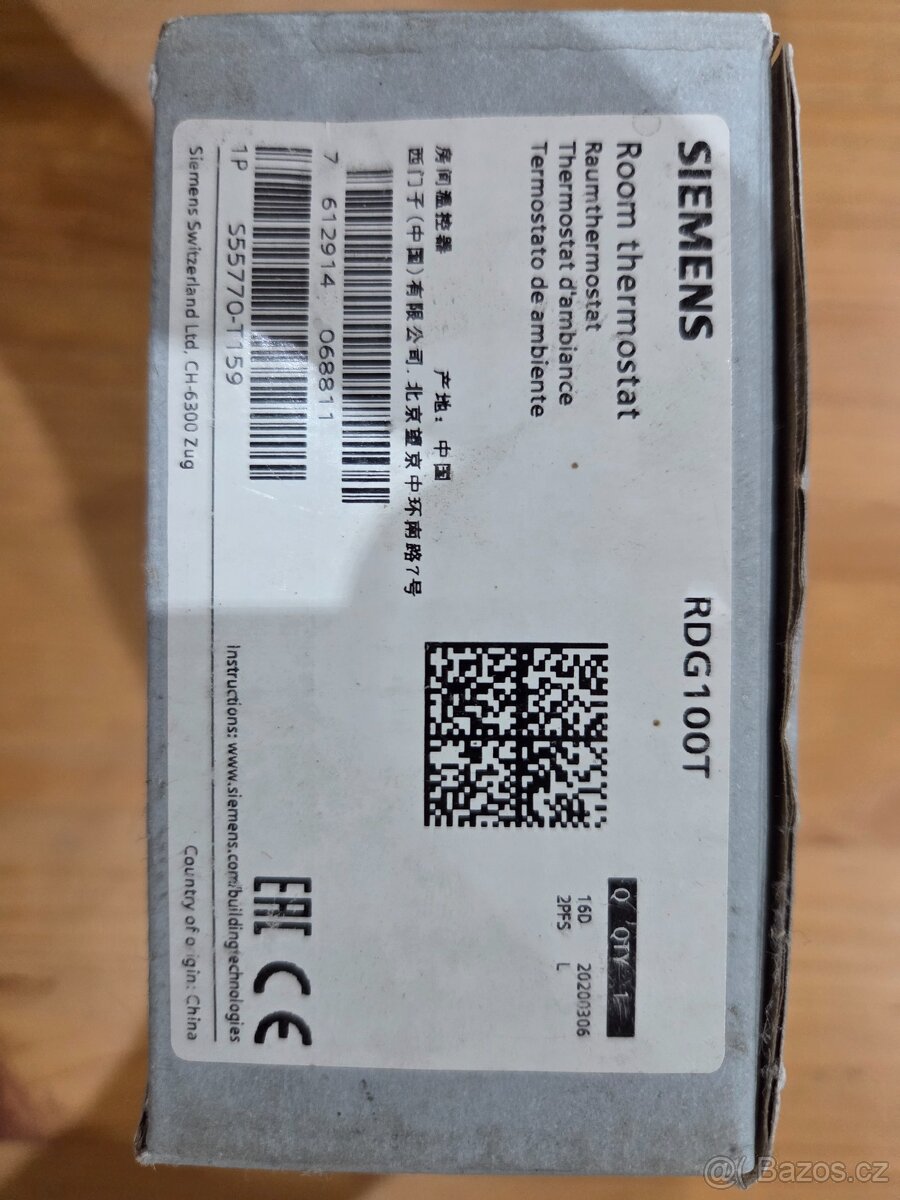 SIEMENS
RDG100T
Room thermostat
Raumthermostat
Thermostat d'ambiance
Termostato de ambiente
Q QTY 1
16D 20200306
2PFS L
房间温控器 产地: 中国
西门子(中国)有限公司. 北京望京中环南路7号
7 612914 068811
1P S55770-T159
EAC CE
Instructions: www.siemens.com/buildingtechnologies
Siemens Switzerland Ltd, CH-6300 Zug
Country of origin: China
@( Bazos.cz